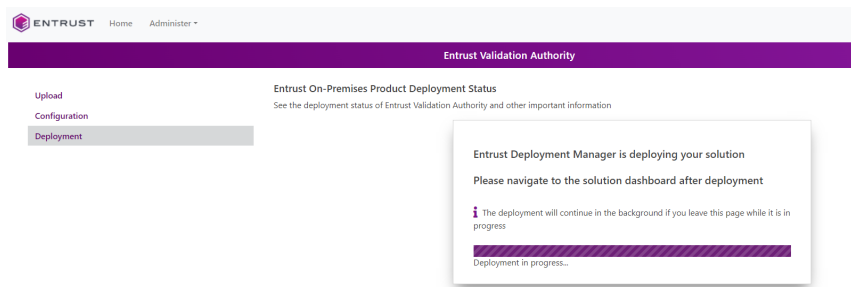 ENTRUST Home Administer
Entrust Validation Authority
Upload
Configuration
Deployment
Entrust On-Premises Product Deployment Status
See the deployment status of Entrust Validation Authority and other important information
Entrust Deployment Manager is deploying your solution
Please navigate to the solution dashboard after deployment
i The deployment will continue in the background if you leave this page while it is in
progress
Deployment in progress...